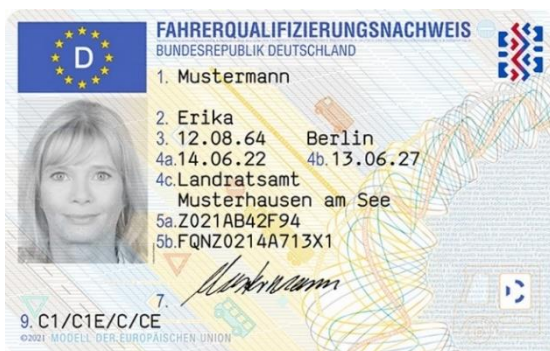 D
FAHRERQUALIFIZIERUNGSNACHWEIS
BUNDESREPUBLIK DEUTSCHLAND
1. Mustermann
2. Erika
3. 12.08.64 Berlin
4a. 14.06.22 4b. 13.06.27
4c. Landratsamt
Musterhausen am See
5a. Z021AB42F94
5b. FQNZ0214A713X1
7. Mustermann
9. C1/C1E/C/CE
©2021 MODELL DER EUROPÄISCHEN UNION